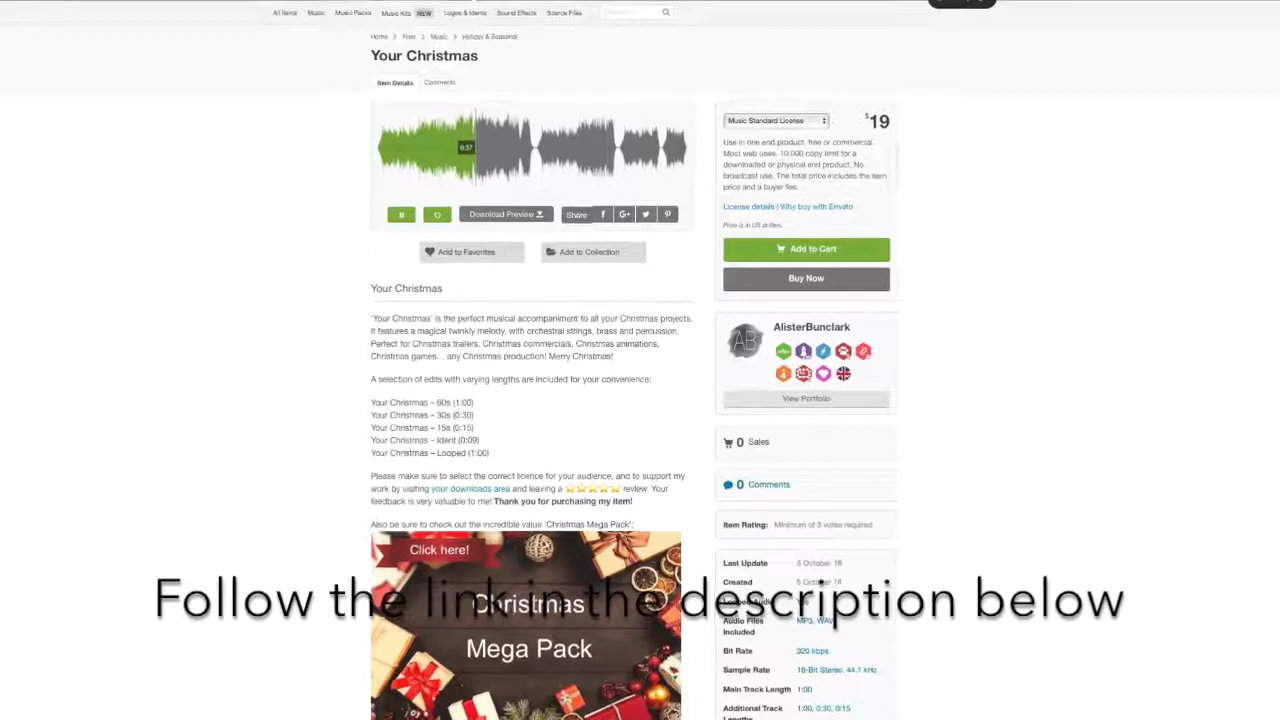 All Items Music Music Packs Music Kits NEW Logos & Idents Sound Effects Source Files
Home > Files > Music > Holiday & Seasonal
Your Christmas
Item Details Comments
0:37
Download Preview
Share
Add to Favorites
Add to Collection
Your Christmas
'Your Christmas' is the perfect musical accompaniment to all your Christmas projects.
It features a magical twinkly melody, with orchestral strings, brass and percussion.
Perfect for Christmas trailers, Christmas commercials, Christmas animations,
Christmas games... any Christmas production! Merry Christmas!
A selection of edits with varying lengths are included for your convenience:
Your Christmas – 60s (1:00)
Your Christmas – 30s (0:30)
Your Christmas – 15s (0:15)
Your Christmas – Ident (0:09)
Your Christmas – Looped (1:00)
Please make sure to select the correct licence for your audience, and to support my
work by visiting your downloads area and leaving a ⭐⭐⭐⭐⭐ review. Your
feedback is very valuable to me! Thank you for purchasing my item!
Also be sure to check out the incredible value 'Christmas Mega Pack':
Click here!
Christmas
Mega Pack
Music Standard License
$19
Use in one end product, free or commercial.
Most web uses. 10,000 copy limit for a
downloaded or physical end product. No
broadcast use. The total price includes the item
price and a buyer fee.
License details | Why buy with Envato
Price is in US dollars
Add to Cart
Buy Now
AB
AlisterBunclark
View Portfolio
0 Sales
0 Comments
Item Rating: Minimum of 3 votes required
Last Update
Created
Audio Files MP3, WAV
Included
Bit Rate 320 kbps
Sample Rate 16-Bit Stereo, 44.1 kHz
Main Track Length 1:00
Additional Track 1:00, 0:30, 0:15
Lengths
Follow the link in the description below